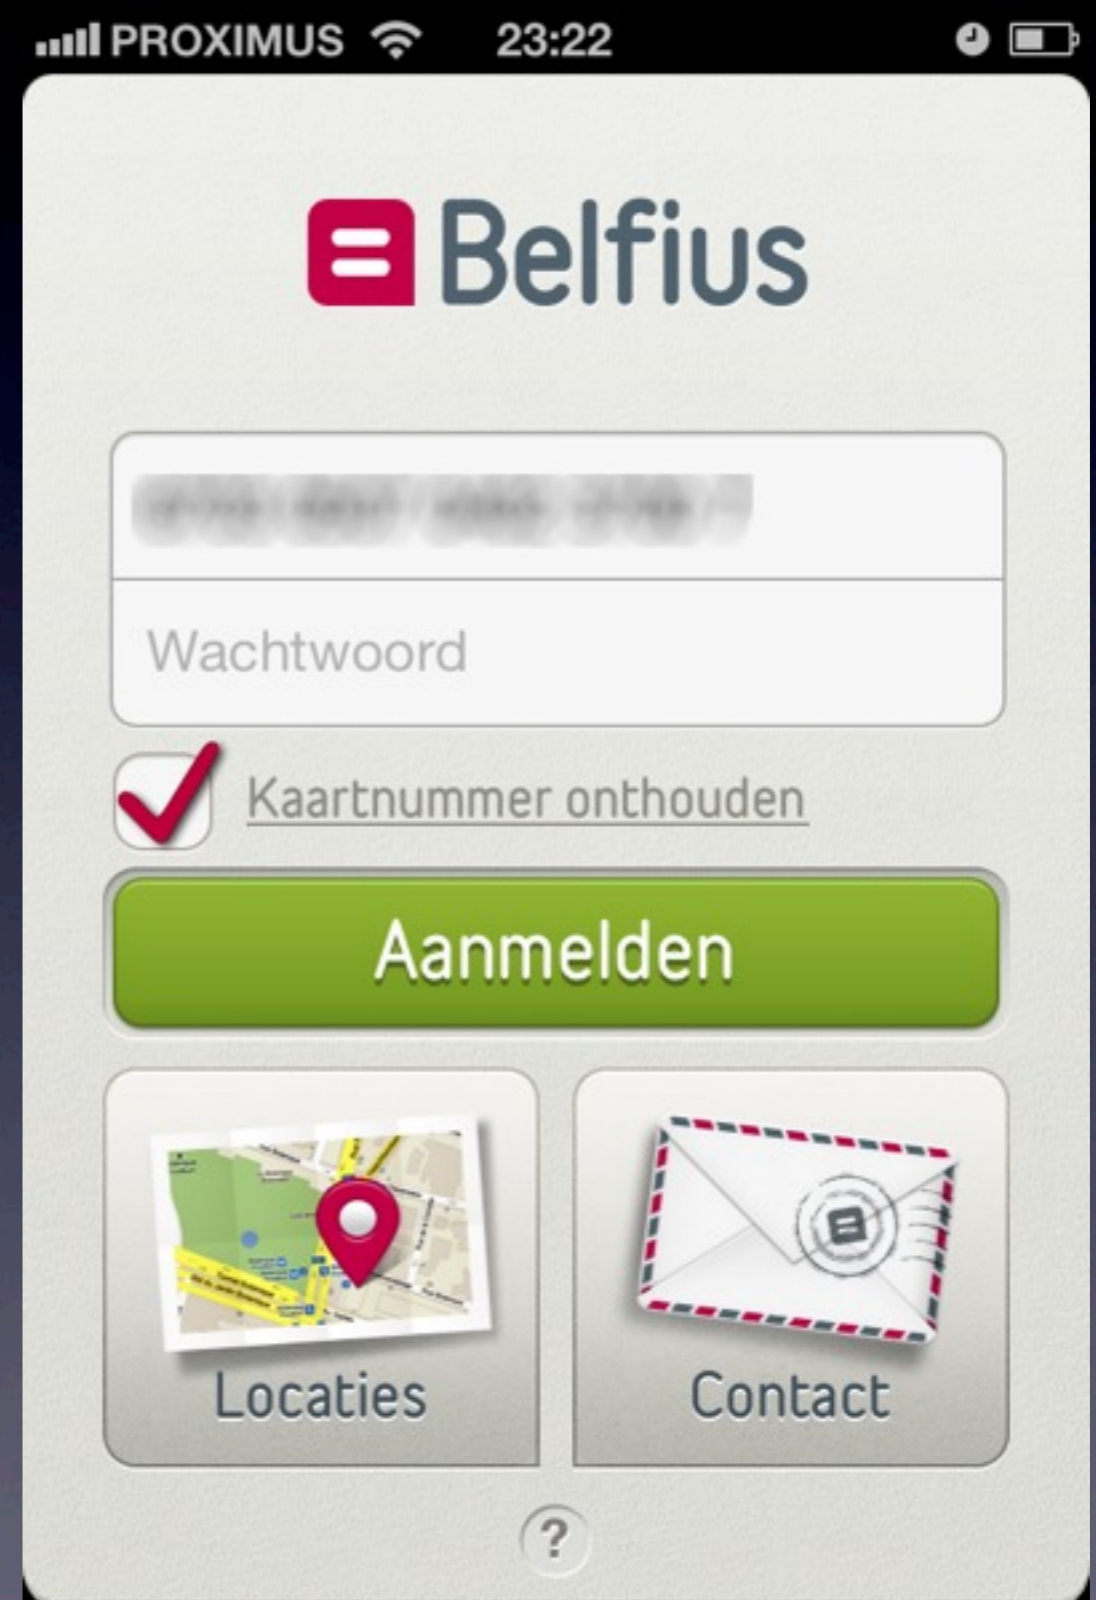 PROXIMUS 23:22
Belfius
Wachtwoord
Kaartnummer onthouden
Aanmelden
Locaties
Contact
?